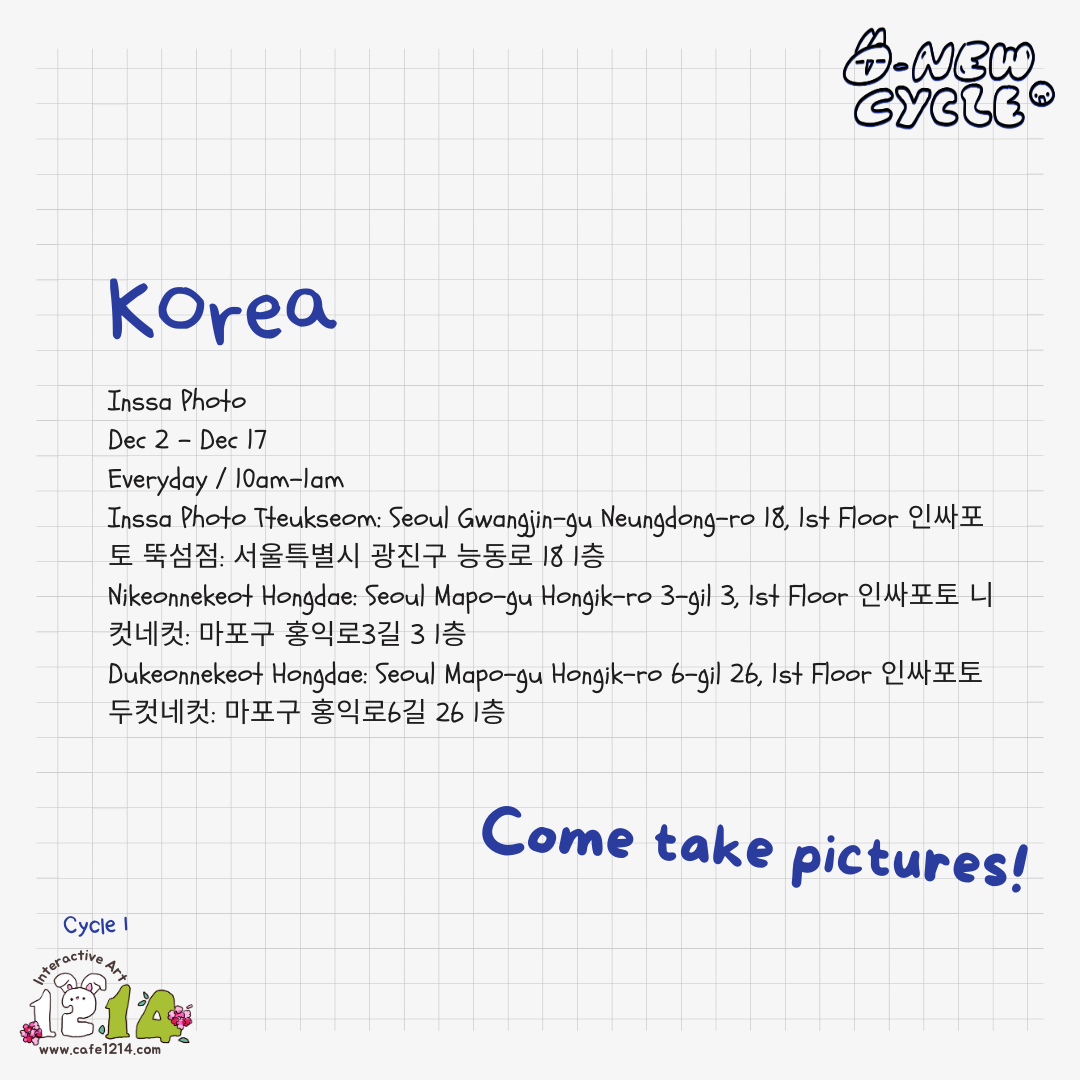 -NEW
CYCLE
Korea
Inssa Photo
Dec 2 - Dec 17
Everyday / 10am-1am
Inssa Photo Tteukseom: Seoul Gwangjin-gu Neungdong-ro 18, 1st Floor 인싸포
토 뚝섬점: 서울특별시 광진구 능동로 18 1층
Nikeonnekeot Hongdae: Seoul Mapo-gu Hongik-ro 3-gil 3, 1st Floor 인싸포토 니
컷네컷: 마포구 홍익로3길 3 1층
Dukeonnekeot Hongdae: Seoul Mapo-gu Hongik-ro 6-gil 26, 1st Floor 인싸포토
두컷네컷: 마포구 홍익로6길 26 1층
Come take pictures!
Cycle 1
Interactive Art
12.14
www.cafe1214.com